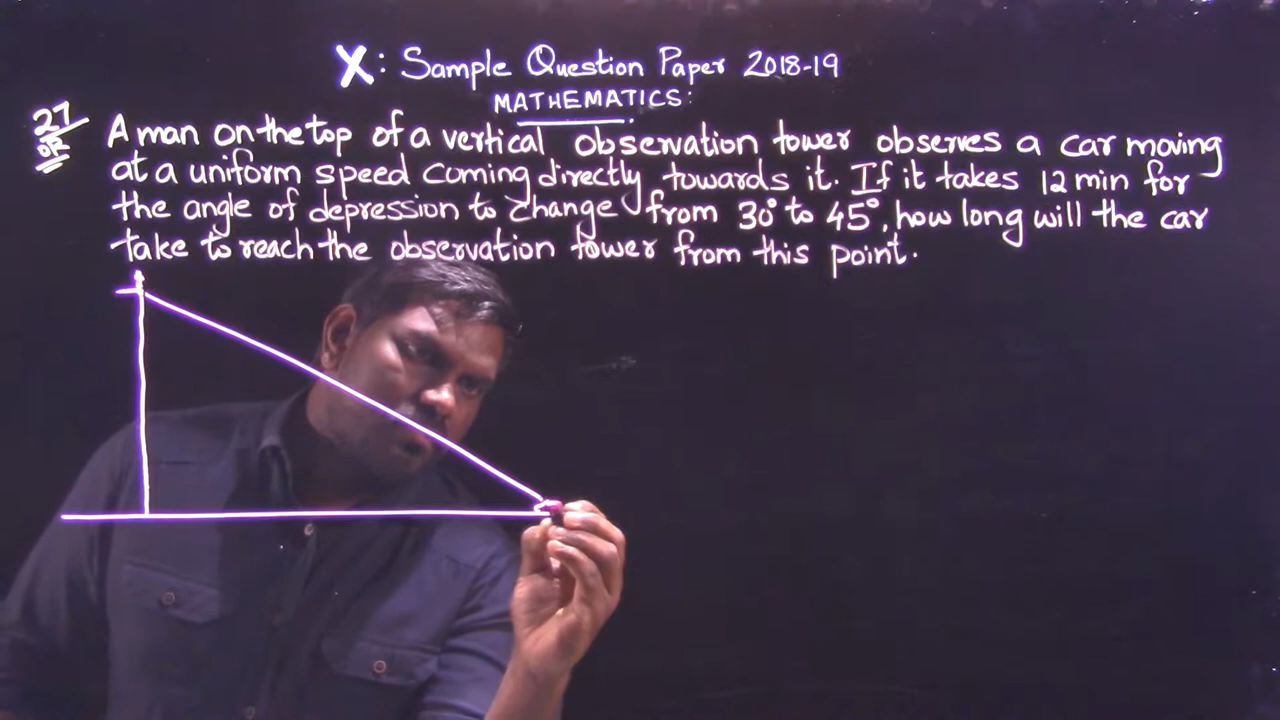 X: Sample Question Paper 2018-19
MATHEMATICS:
27 A man on the top of a vertical observation tower observes a car moving
OR at a uniform speed coming directly towards it. If it takes 12 min for
the angle of depression to change from 30° to 45°, how long will the car
take to reach the observation tower from this point.